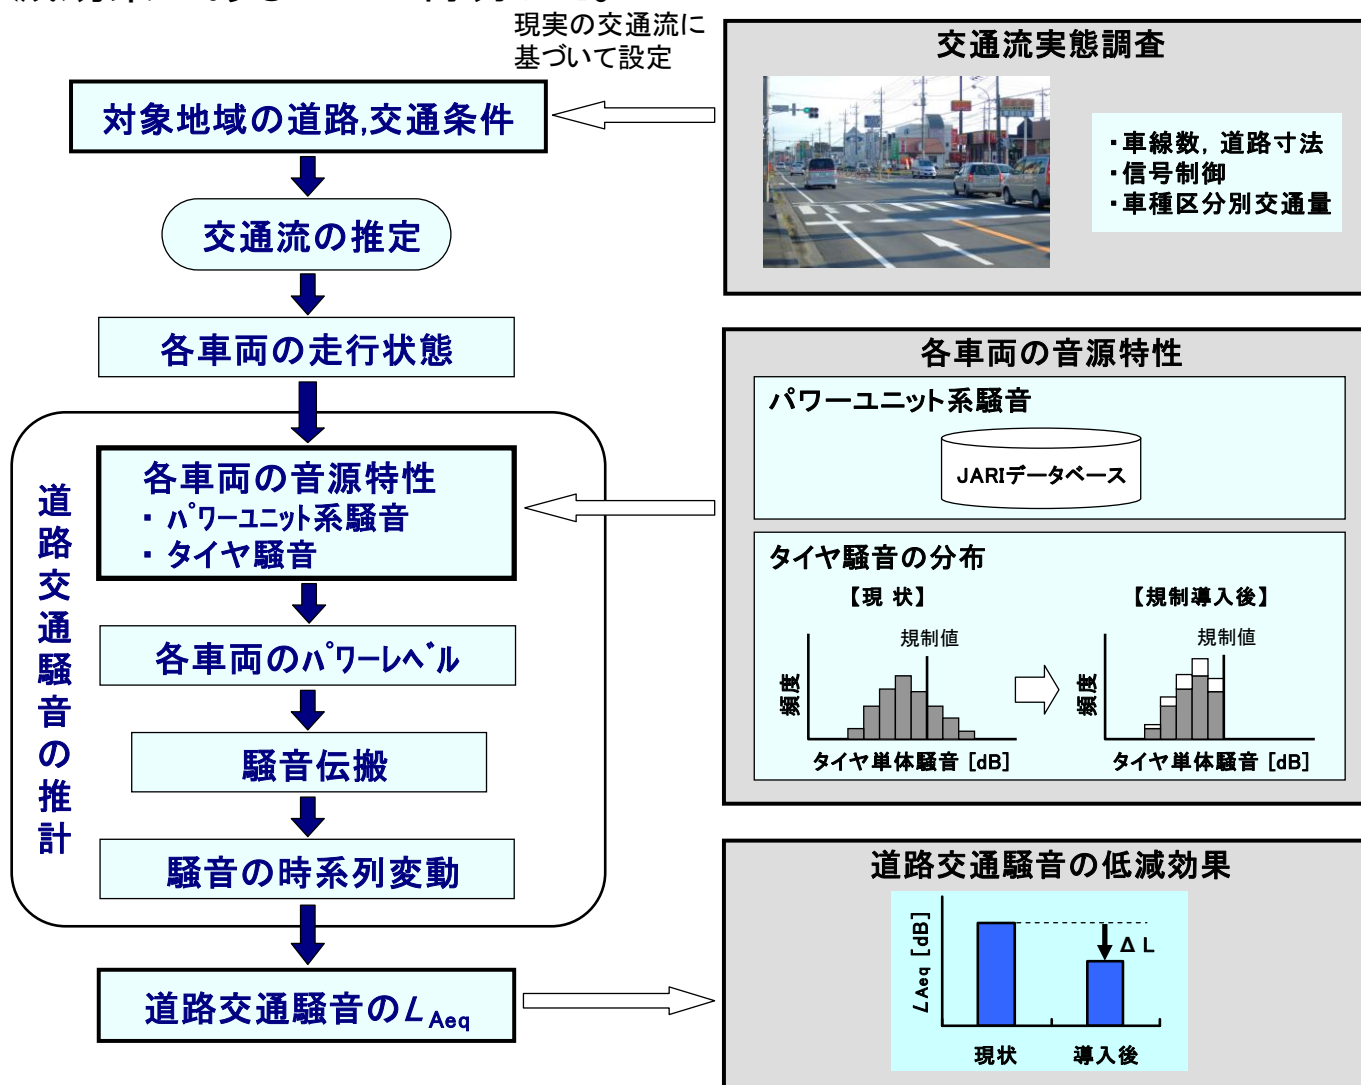 現実の交通流に
基づいて設定
対象地域の道路,交通条件
交通流の推定
各車両の走行状態
道路交通騒音の推計
各車両の音源特性
・パワーユニット系騒音
・タイヤ騒音
各車両のパワーレベル
騒音伝搬
騒音の時系列変動
道路交通騒音のLAeq
交通流実態調査
・車線数, 道路寸法
・信号制御
・車種区分別交通量
各車両の音源特性
パワーユニット系騒音
JARIデータベース
タイヤ騒音の分布
【現 状】
【規制導入後】
規制値
規制値
頻度
頻度
タイヤ単体騒音 [dB]
タイヤ単体騒音 [dB]
道路交通騒音の低減効果
LAeq [dB]
Δ L
現状
導入後